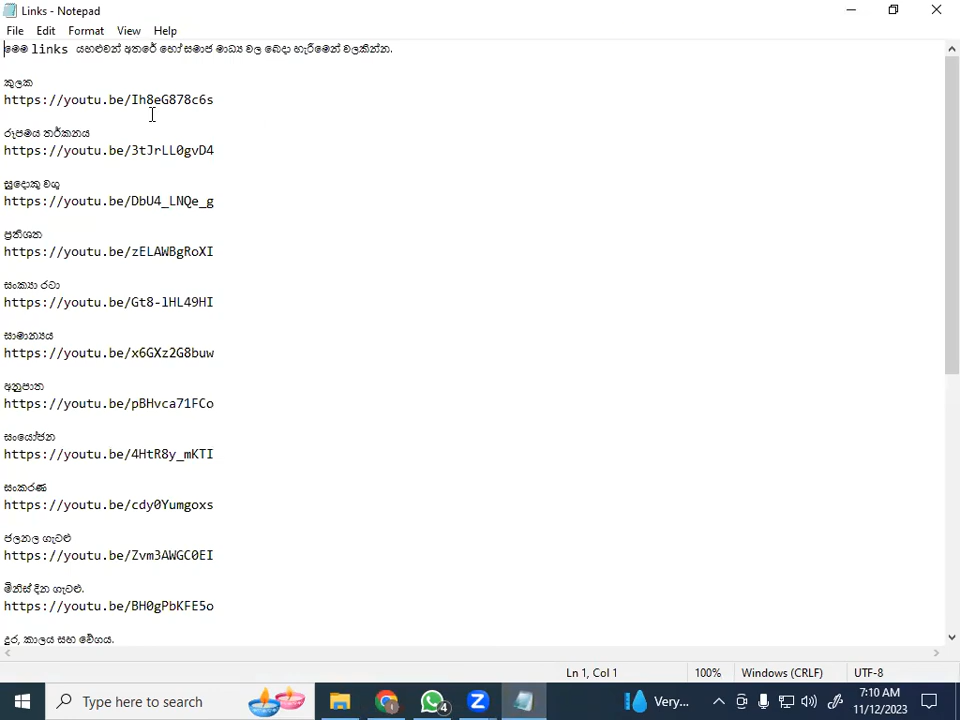 Links - Notepad
File Edit Format View Help
මෙම links යහළුවන් අතරේ හෝ සමාජ මාධ්‍ය වල බෙදා හැරීමෙන් වලකින්න.
කුලක
https://youtu.be/Ih8eG878c6s
රූපමය තර්කනය
https://youtu.be/3tJrLL0gvD4
සුදොකු වගු
https://youtu.be/DbU4_LNQe_g
ප්‍රතිශත
https://youtu.be/zELAWBgRoXI
සංඛ්‍යා රටා
https://youtu.be/Gt8-lHL49HI
සාමාන්‍යය
https://youtu.be/x6GXz2G8buw
අනුපාත
https://youtu.be/pBHvca71FCo
සංයෝජන
https://youtu.be/4HtR8y_mKTI
සංකරණ
https://youtu.be/cdy0Yumgoxs
ජලනල ගැටළු
https://youtu.be/Zvm3AWGC0EI
මිනිස් දින ගැටළු.
https://youtu.be/BH0gPbKFE5o
දුර, කාලය සහ වේගය.
Ln 1, Col 1 100% Windows (CRLF) UTF-8
Type here to search 4 Very... 7:10 AM
11/12/2023